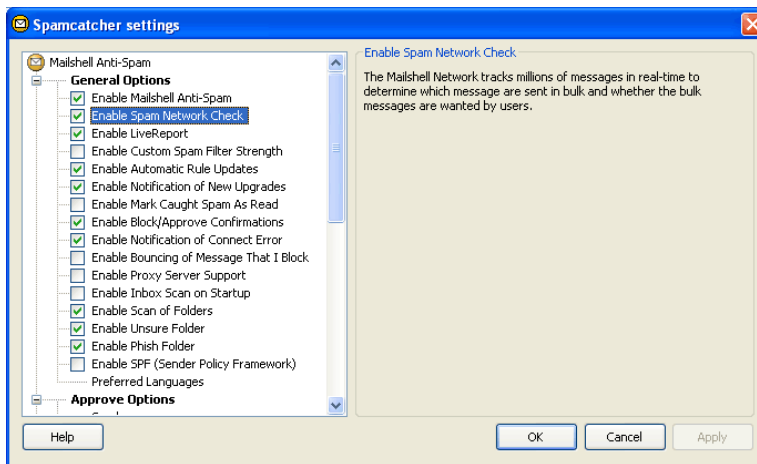 Spamcatcher settings
Mailshell Anti-Spam
General Options
Enable Mailshell Anti-Spam
Enable Spam Network Check
Enable LiveReport
Enable Custom Spam Filter Strength
Enable Automatic Rule Updates
Enable Notification of New Upgrades
Enable Mark Caught Spam As Read
Enable Block/Approve Confirmations
Enable Notification of Connect Error
Enable Bouncing of Message That I Block
Enable Proxy Server Support
Enable Inbox Scan on Startup
Enable Scan of Folders
Enable Unsure Folder
Enable Phish Folder
Enable SPF (Sender Policy Framework)
Preferred Languages
Approve Options
Enable Spam Network Check
The Mailshell Network tracks millions of messages in real-time to
determine which message are sent in bulk and whether the bulk
messages are wanted by users.
Help
OK
Cancel
Apply